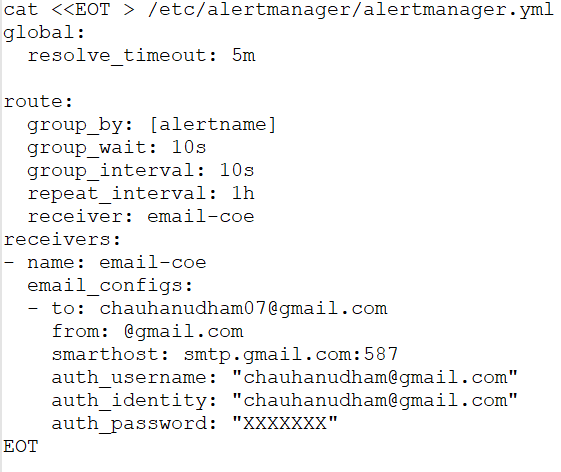 cat <<EOT > /etc/alertmanager/alertmanager.yml
global:
  resolve_timeout: 5m

route:
  group_by: [alertname]
  group_wait: 10s
  group_interval: 10s
  repeat_interval: 1h
  receiver: email-coe
receivers:
- name: email-coe
  email_configs:
  - to: chauhanudham07@gmail.com
    from: @gmail.com
    smarthost: smtp.gmail.com:587
    auth_username: "chauhanudham@gmail.com"
    auth_identity: "chauhanudham@gmail.com"
    auth_password: "XXXXXXX"
EOT